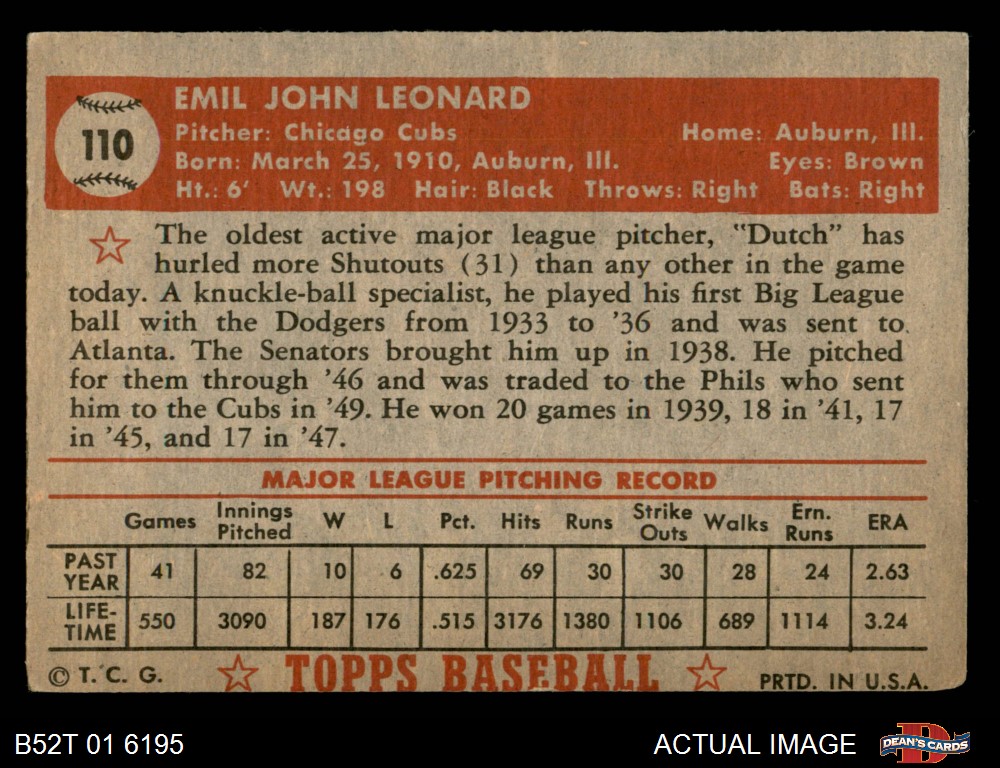 110
EMIL JOHN LEONARD
Pitcher: Chicago Cubs Home: Auburn, Ill.
Born: March 25, 1910, Auburn, Ill. Eyes: Brown
Ht.: 6' Wt.: 198 Hair: Black Throws: Right Bats: Right
The oldest active major league pitcher, "Dutch" has
hurled more Shutouts (31) than any other in the game
today. A knuckle-ball specialist, he played his first Big League
ball with the Dodgers from 1933 to '36 and was sent to
Atlanta. The Senators brought him up in 1938. He pitched
for them through '46 and was traded to the Phils who sent
him to the Cubs in '49. He won 20 games in 1939, 18 in '41, 17
in '45, and 17 in '47.
MAJOR LEAGUE PITCHING RECORD
Games Innings Pitched W L Pct. Hits Runs Strike Outs Walks Ern. Runs ERA
PAST YEAR 41 82 10 6 .625 69 30 30 28 24 2.63
LIFE-TIME 550 3090 187 176 .515 3176 1380 1106 689 1114 3.24
© T. C. G. TOPPS BASEBALL PRTD. IN U.S.A.
B52T 01 6195 ACTUAL IMAGE D DEAN'S CARDS